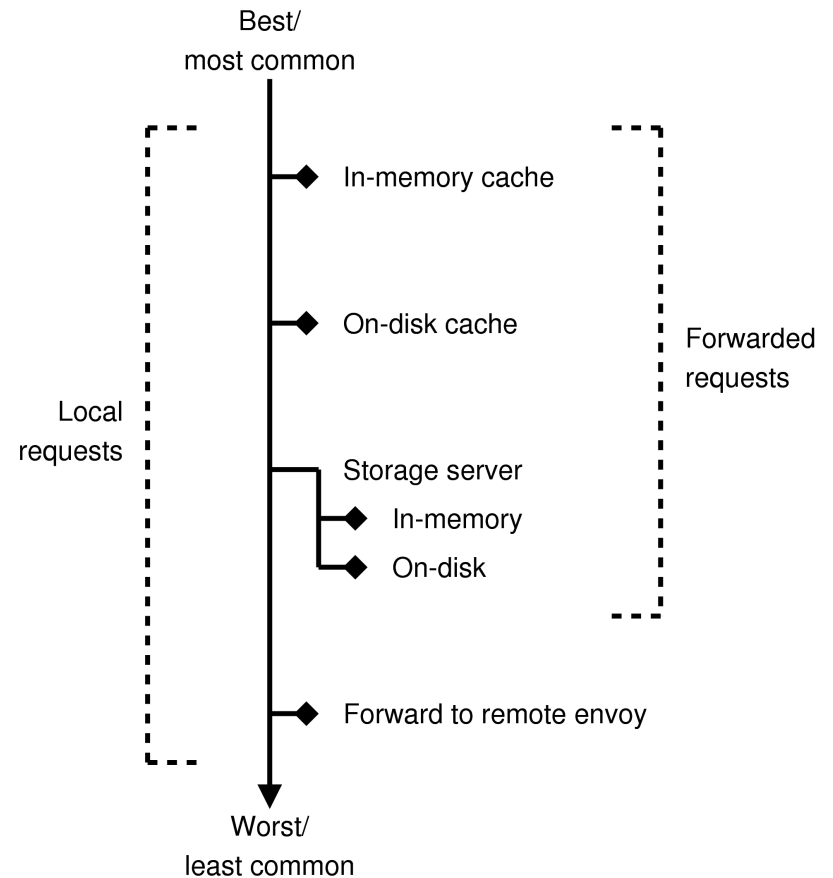 Best/
most common
In-memory cache
On-disk cache
Forwarded
requests
Local
requests
Storage server
In-memory
On-disk
Forward to remote envoy
Worst/
least common